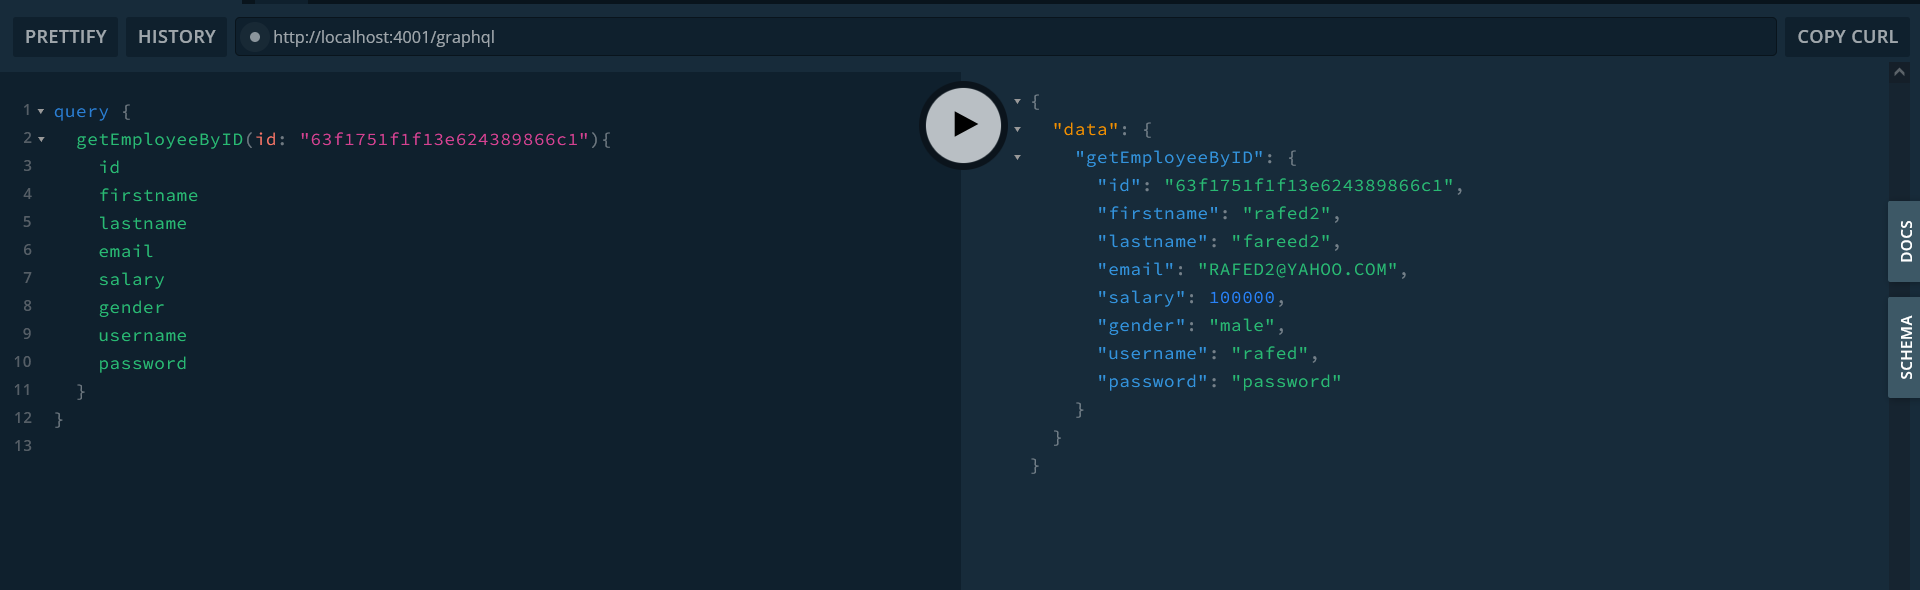 PRETTIFY HISTORY http://localhost:4001/graphql COPY CURL
1 query {
2 getEmployeeByID(id: "63f1751f1f13e624389866c1"){
3 id
4 firstname
5 lastname
6 email
7 salary
8 gender
9 username
10 password
11 }
12 }
13
{
"data": {
"getEmployeeByID": {
"id": "63f1751f1f13e624389866c1",
"firstname": "rafed2",
"lastname": "fareed2",
"email": "RAFED2@YAHOO.COM",
"salary": 100000,
"gender": "male",
"username": "rafed",
"password": "password"
}
}
}
DOCS
SCHEMA